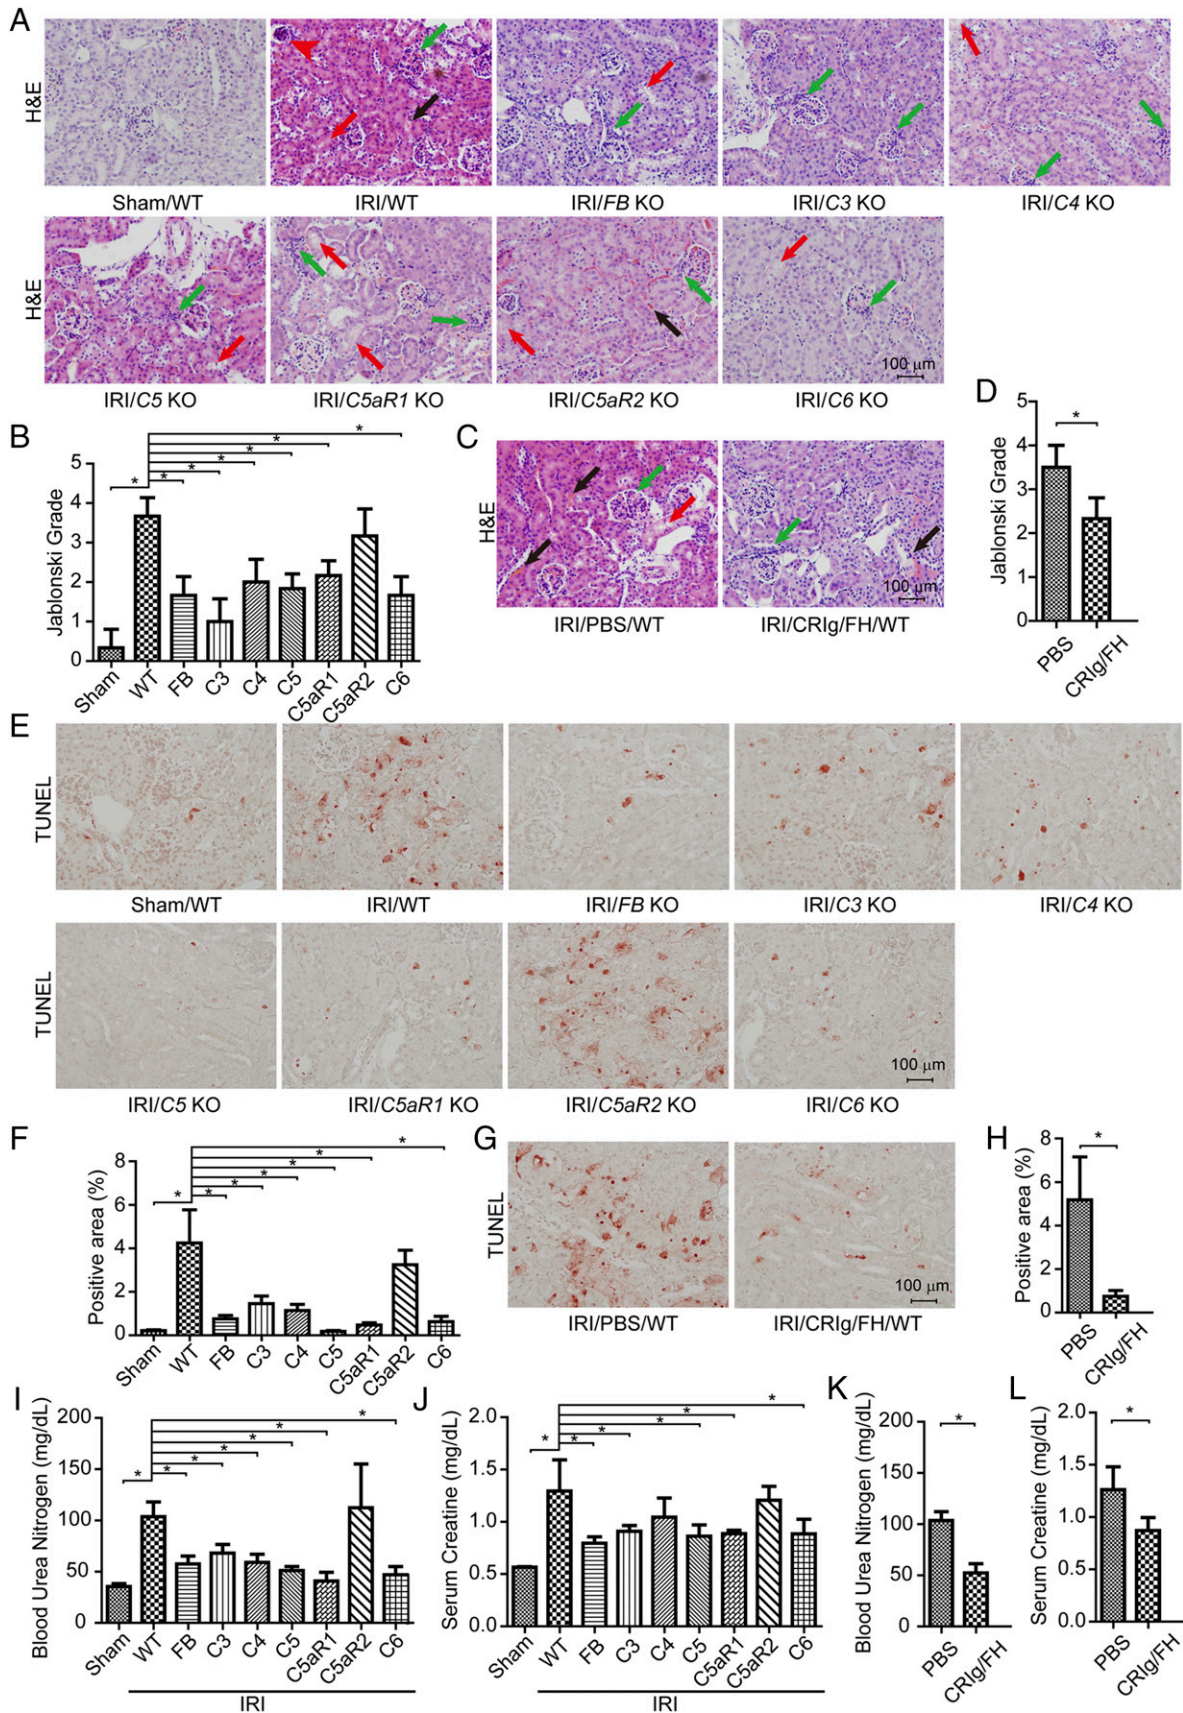 A
H&E
Sham/WT IRI/WT IRI/FB KO IRI/C3 KO IRI/C4 KO
H&E
100 μm
IRI/C5 KO IRI/C5aR1 KO IRI/C5aR2 KO IRI/C6 KO
B
Jablonski Grade
5
4
3
2
1
0
* * * * * * *
Sham WT FB C3 C4 C5 C5aR1 C5aR2 C6
C
H&E
100 μm
IRI/PBS/WT IRI/CRIg/FH/WT
D
Jablonski Grade
5
4
3
2
1
0
*
PBS CRIg/FH
E
TUNEL
Sham/WT IRI/WT IRI/FB KO IRI/C3 KO IRI/C4 KO
TUNEL
100 μm
IRI/C5 KO IRI/C5aR1 KO IRI/C5aR2 KO IRI/C6 KO
F
Positive area (%)
8
6
4
2
0
* * * * * * *
Sham WT FB C3 C4 C5 C5aR1 C5aR2 C6
G
TUNEL
100 μm
IRI/PBS/WT IRI/CRIg/FH/WT
H
Positive area (%)
8
6
4
2
0
*
PBS CRIg/FH
I
Blood Urea Nitrogen (mg/dL)
200
150
100
50
0
* * * * * * *
Sham WT FB C3 C4 C5 C5aR1 C5aR2 C6
IRI
J
Serum Creatine (mg/dL)
2.0
1.5
1.0
0.5
0.0
* * * * * *
Sham WT FB C3 C4 C5 C5aR1 C5aR2 C6
IRI
K
Blood Urea Nitrogen (mg/dL)
200
150
100
50
0
*
PBS CRIg/FH
L
Serum Creatine (mg/dL)
2.0
1.5
1.0
0.5
0.0
*
PBS CRIg/FH